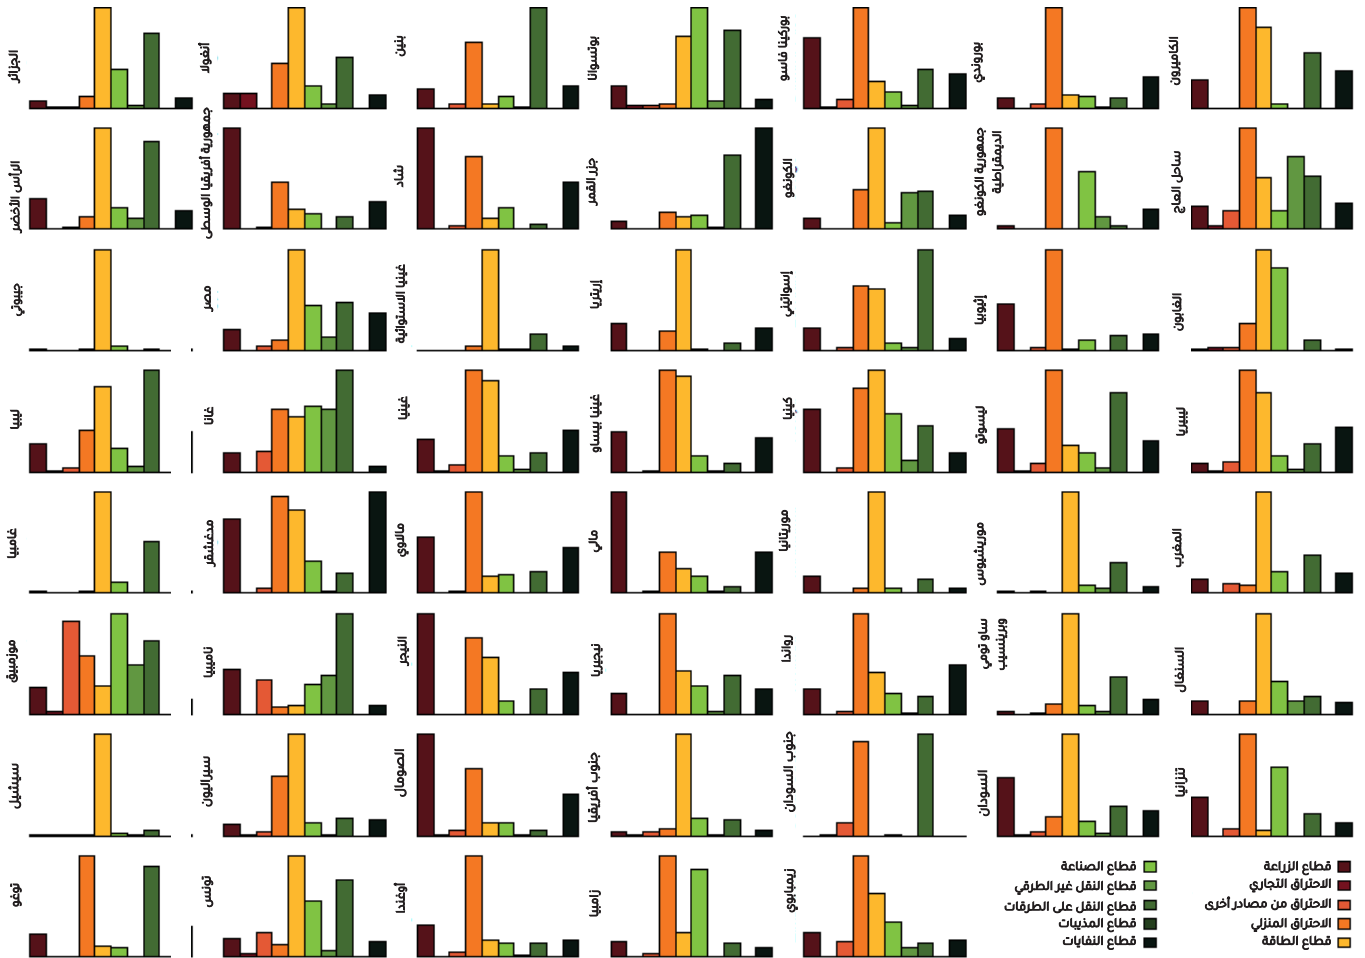 الجزائر
أنغولا
بنين
بوتسوانا
بوركينا فاسو
بوروندي
الكاميرون
الرأس الأخضر
جمهورية أفريقيا الوسطى
تشاد
جزر القمر
الكونغو
جمهورية الكونغو
الديمقراطية
ساحل العاج
جيبوتي
مصر
غينيا الاستوائية
إريتريا
إسواتيني
إثيوبيا
الغابون
ليبيا
غانا
غينيا
غينيا بيساو
كينيا
ليسوتو
ليبيريا
غامبيا
مدغشقر
مالاوي
مالي
موريتانيا
موريشيوس
المغرب
موزمبيق
ناميبيا
النيجر
نيجيريا
رواندا
ساو تومي
وبرينسيب
السنغال
سيشيل
سيراليون
الصومال
جنوب أفريقيا
جنوب السودان
السودان
تنزانيا
توغو
تونس
أوغندا
زامبيا
زيمبابوي
قطاع الزراعة
الاحتراق التجاري
الاحتراق من مصادر أخرى
الاحتراق المنزلي
قطاع الطاقة
قطاع الصناعة
قطاع النقل غير الطرقي
قطاع النقل على الطرقات
قطاع المذيبات
قطاع النفايات